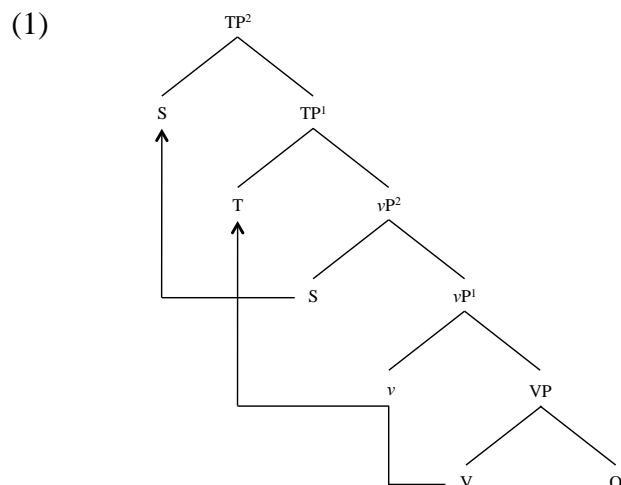 (1)
TP²
S TP¹
T vP²
S vP¹
v VP
V O